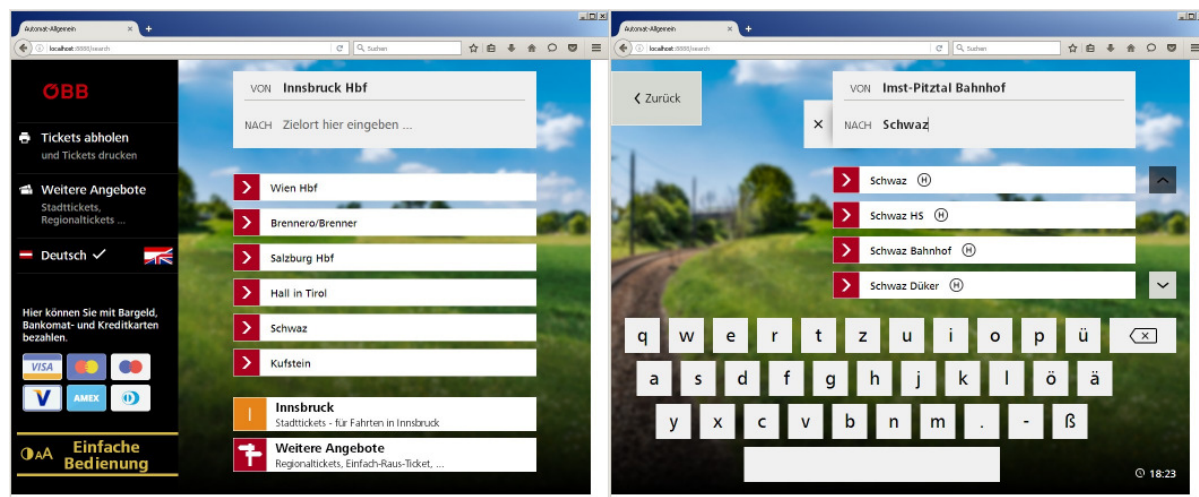 Automat-Allgemein
localhost:8888/search
Suchen
ÖBB
Tickets abholen
und Tickets drucken
Weitere Angebote
Stadttickets,
Regionaltickets ...
Deutsch
Hier können Sie mit Bargeld,
Bankomat- und Kreditkarten
bezahlen.
VISA
V AMEX
AA Einfache
Bedienung
VON Innsbruck Hbf
NACH Zielort hier eingeben ...
Wien Hbf
Brennero/Brenner
Salzburg Hbf
Hall in Tirol
Schwaz
Kufstein
I Innsbruck
Stadttickets - für Fahrten in Innsbruck
Weitere Angebote
Regionaltickets, Einfach-Raus-Ticket, ...
Automat-Allgemein
localhost:8888/search
Suchen
Zurück
VON Imst-Pitztal Bahnhof
NACH Schwaz
Schwaz H
Schwaz HS H
Schwaz Bahnhof H
Schwaz Düker H
q w e r t z u i o p ü
a s d f g h j k l ö ä
y x c v b n m . - ß
18:23